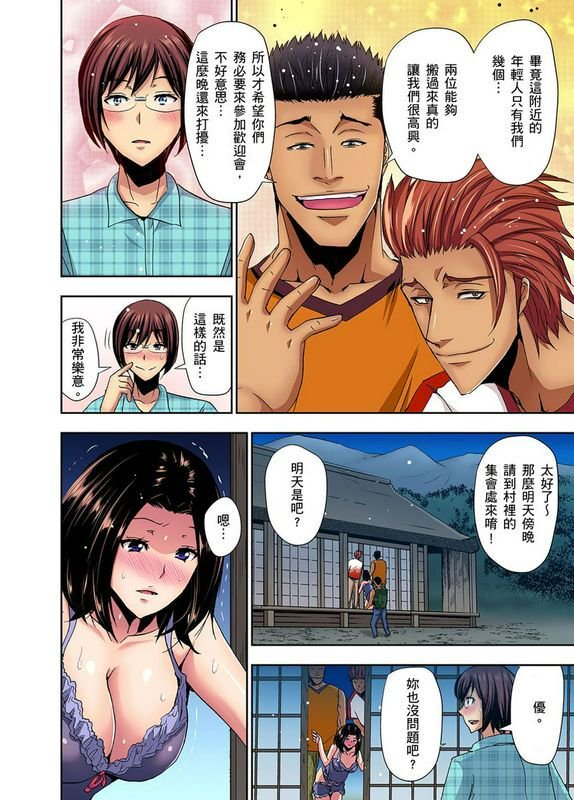 畢竟這附近的
年輕人只有我們
幾個⋯
兩位能夠
搬過來真的
讓我們很高興。
所以才希望你們
務必要來參加歡迎會，
不好意思⋯
這麼晚還來打擾⋯
既然是
這樣的話⋯
我非常樂意。
太好了～
那麼明天傍晚
請到村裡的
集會處來唷！
明天是吧？
嗯⋯
優。
妳也沒問題吧？